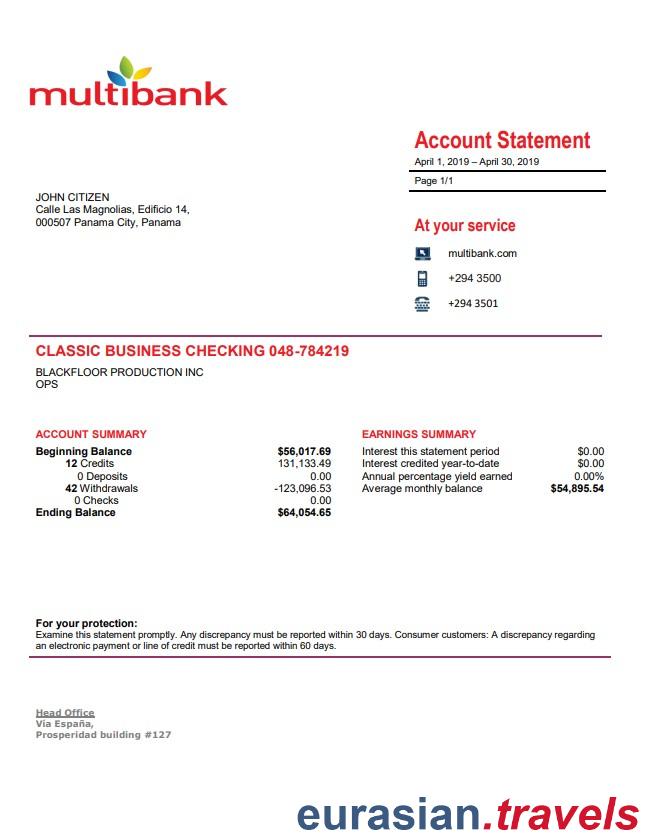 multibank
Account Statement
April 1, 2019 – April 30, 2019
Page 1/1
JOHN CITIZEN
Calle Las Magnolias, Edificio 14,
000507 Panama City, Panama
At your service
multibank.com
+294 3500
+294 3501
CLASSIC BUSINESS CHECKING 048-784219
BLACKFLOOR PRODUCTION INC
OPS
ACCOUNT SUMMARY
Beginning Balance $56,017.69
12 Credits 131,133.49
0 Deposits 0.00
42 Withdrawals -123,096.53
0 Checks 0.00
Ending Balance $64,054.65
EARNINGS SUMMARY
Interest this statement period $0.00
Interest credited year-to-date $0.00
Annual percentage yield earned 0.00%
Average monthly balance $54,895.54
For your protection:
Examine this statement promptly. Any discrepancy must be reported within 30 days. Consumer customers: A discrepancy regarding
an electronic payment or line of credit must be reported within 60 days.
Head Office
Via España,
Prosperidad building #127
eurasian.travels